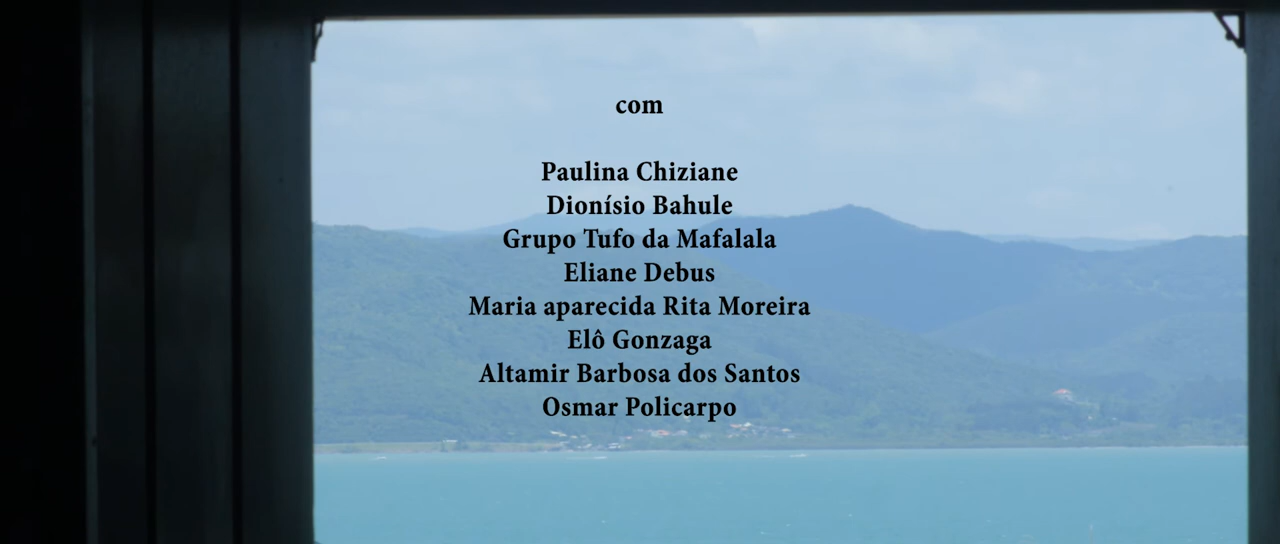 com
Paulina Chiziane
Dionísio Bahule
Grupo Tufo da Mafalala
Eliane Debus
Maria aparecida Rita Moreira
Elô Gonzaga
Altamir Barbosa dos Santos
Osmar Policarpo